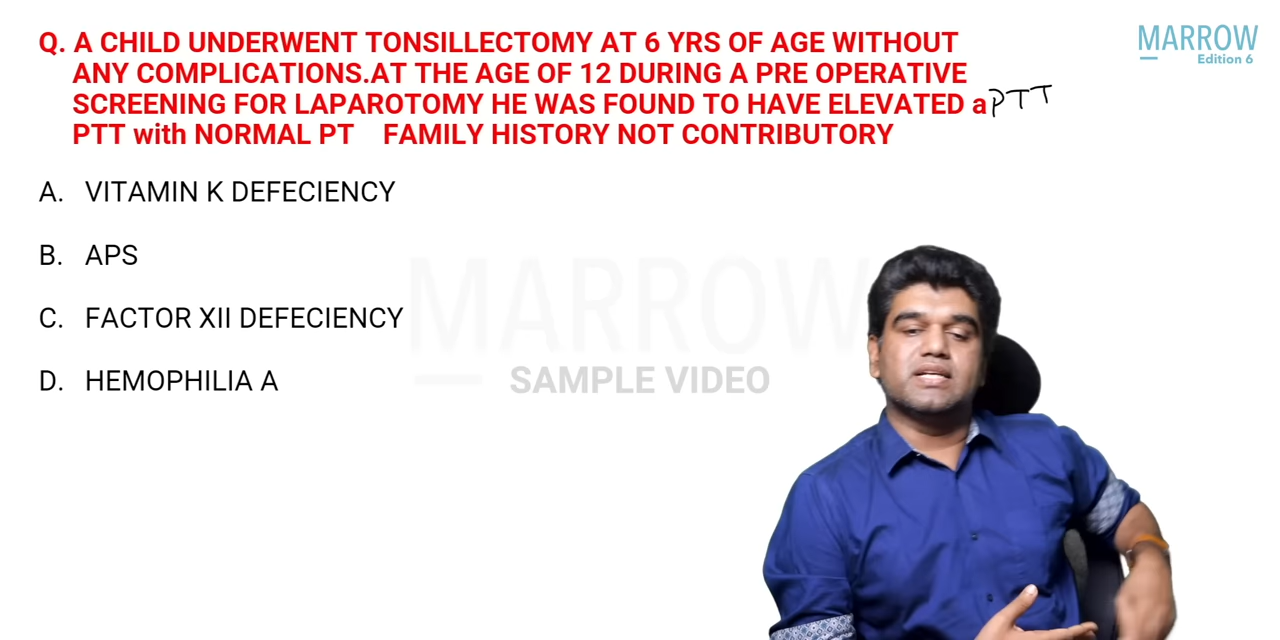 MARROW
Edition 6
Q. A CHILD UNDERWENT TONSILLECTOMY AT 6 YRS OF AGE WITHOUT
ANY COMPLICATIONS.AT THE AGE OF 12 DURING A PRE OPERATIVE
SCREENING FOR LAPAROTOMY HE WAS FOUND TO HAVE ELEVATED aPTT
PTT with NORMAL PT FAMILY HISTORY NOT CONTRIBUTORY
A. VITAMIN K DEFECIENCY
B. APS
C. FACTOR XII DEFECIENCY
D. HEMOPHILIA A
MARROW
SAMPLE VIDEO